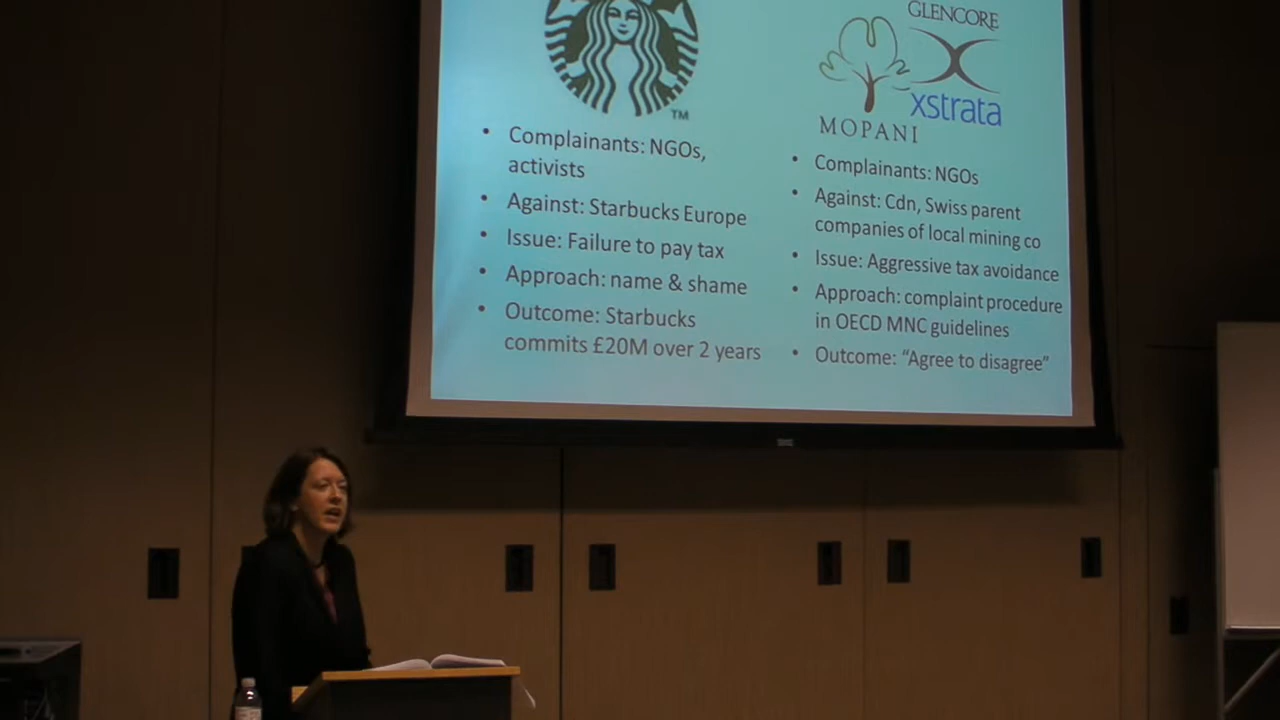 TM
• Complainants: NGOs,
activists
• Against: Starbucks Europe
• Issue: Failure to pay tax
• Approach: name & shame
• Outcome: Starbucks
commits £20M over 2 years
GLENCORE
xstrata
MOPANI
• Complainants: NGOs
• Against: Cdn, Swiss parent
companies of local mining co
• Issue: Aggressive tax avoidance
• Approach: complaint procedure
in OECD MNC guidelines
• Outcome: “Agree to disagree”